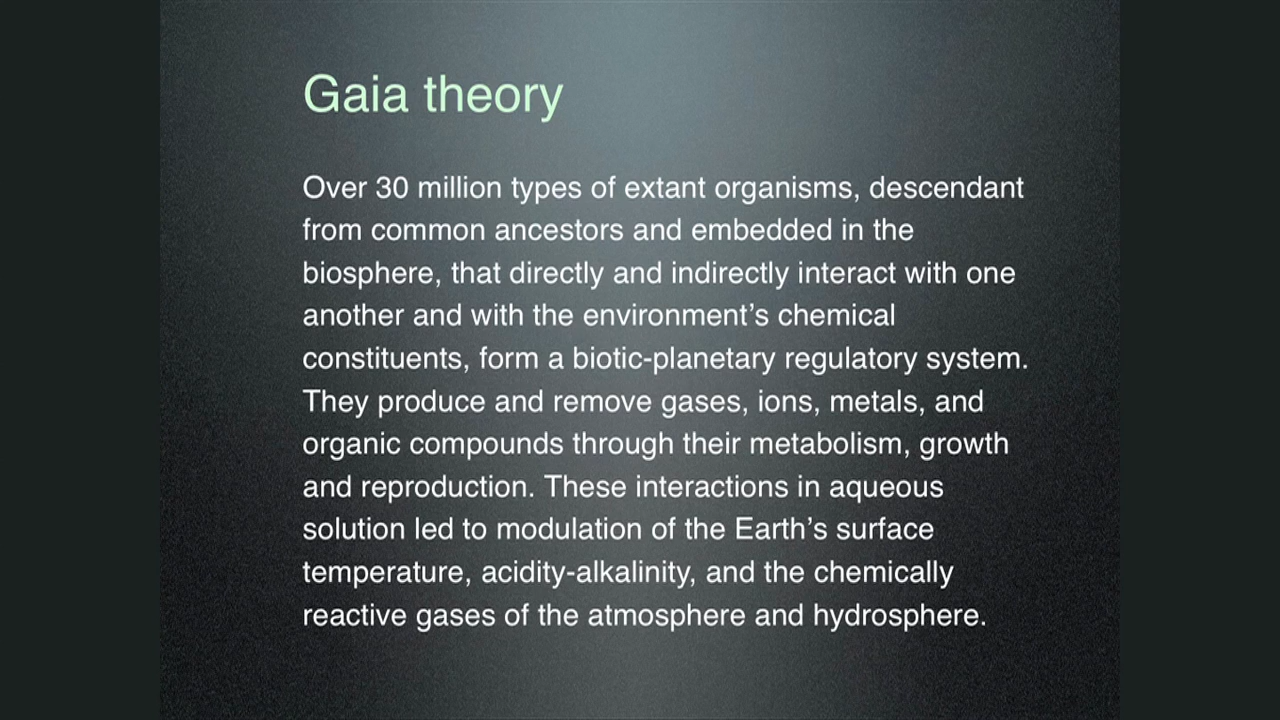 Gaia theory
Over 30 million types of extant organisms, descendant
from common ancestors and embedded in the
biosphere, that directly and indirectly interact with one
another and with the environment’s chemical
constituents, form a biotic-planetary regulatory system.
They produce and remove gases, ions, metals, and
organic compounds through their metabolism, growth
and reproduction. These interactions in aqueous
solution led to modulation of the Earth’s surface
temperature, acidity-alkalinity, and the chemically
reactive gases of the atmosphere and hydrosphere.